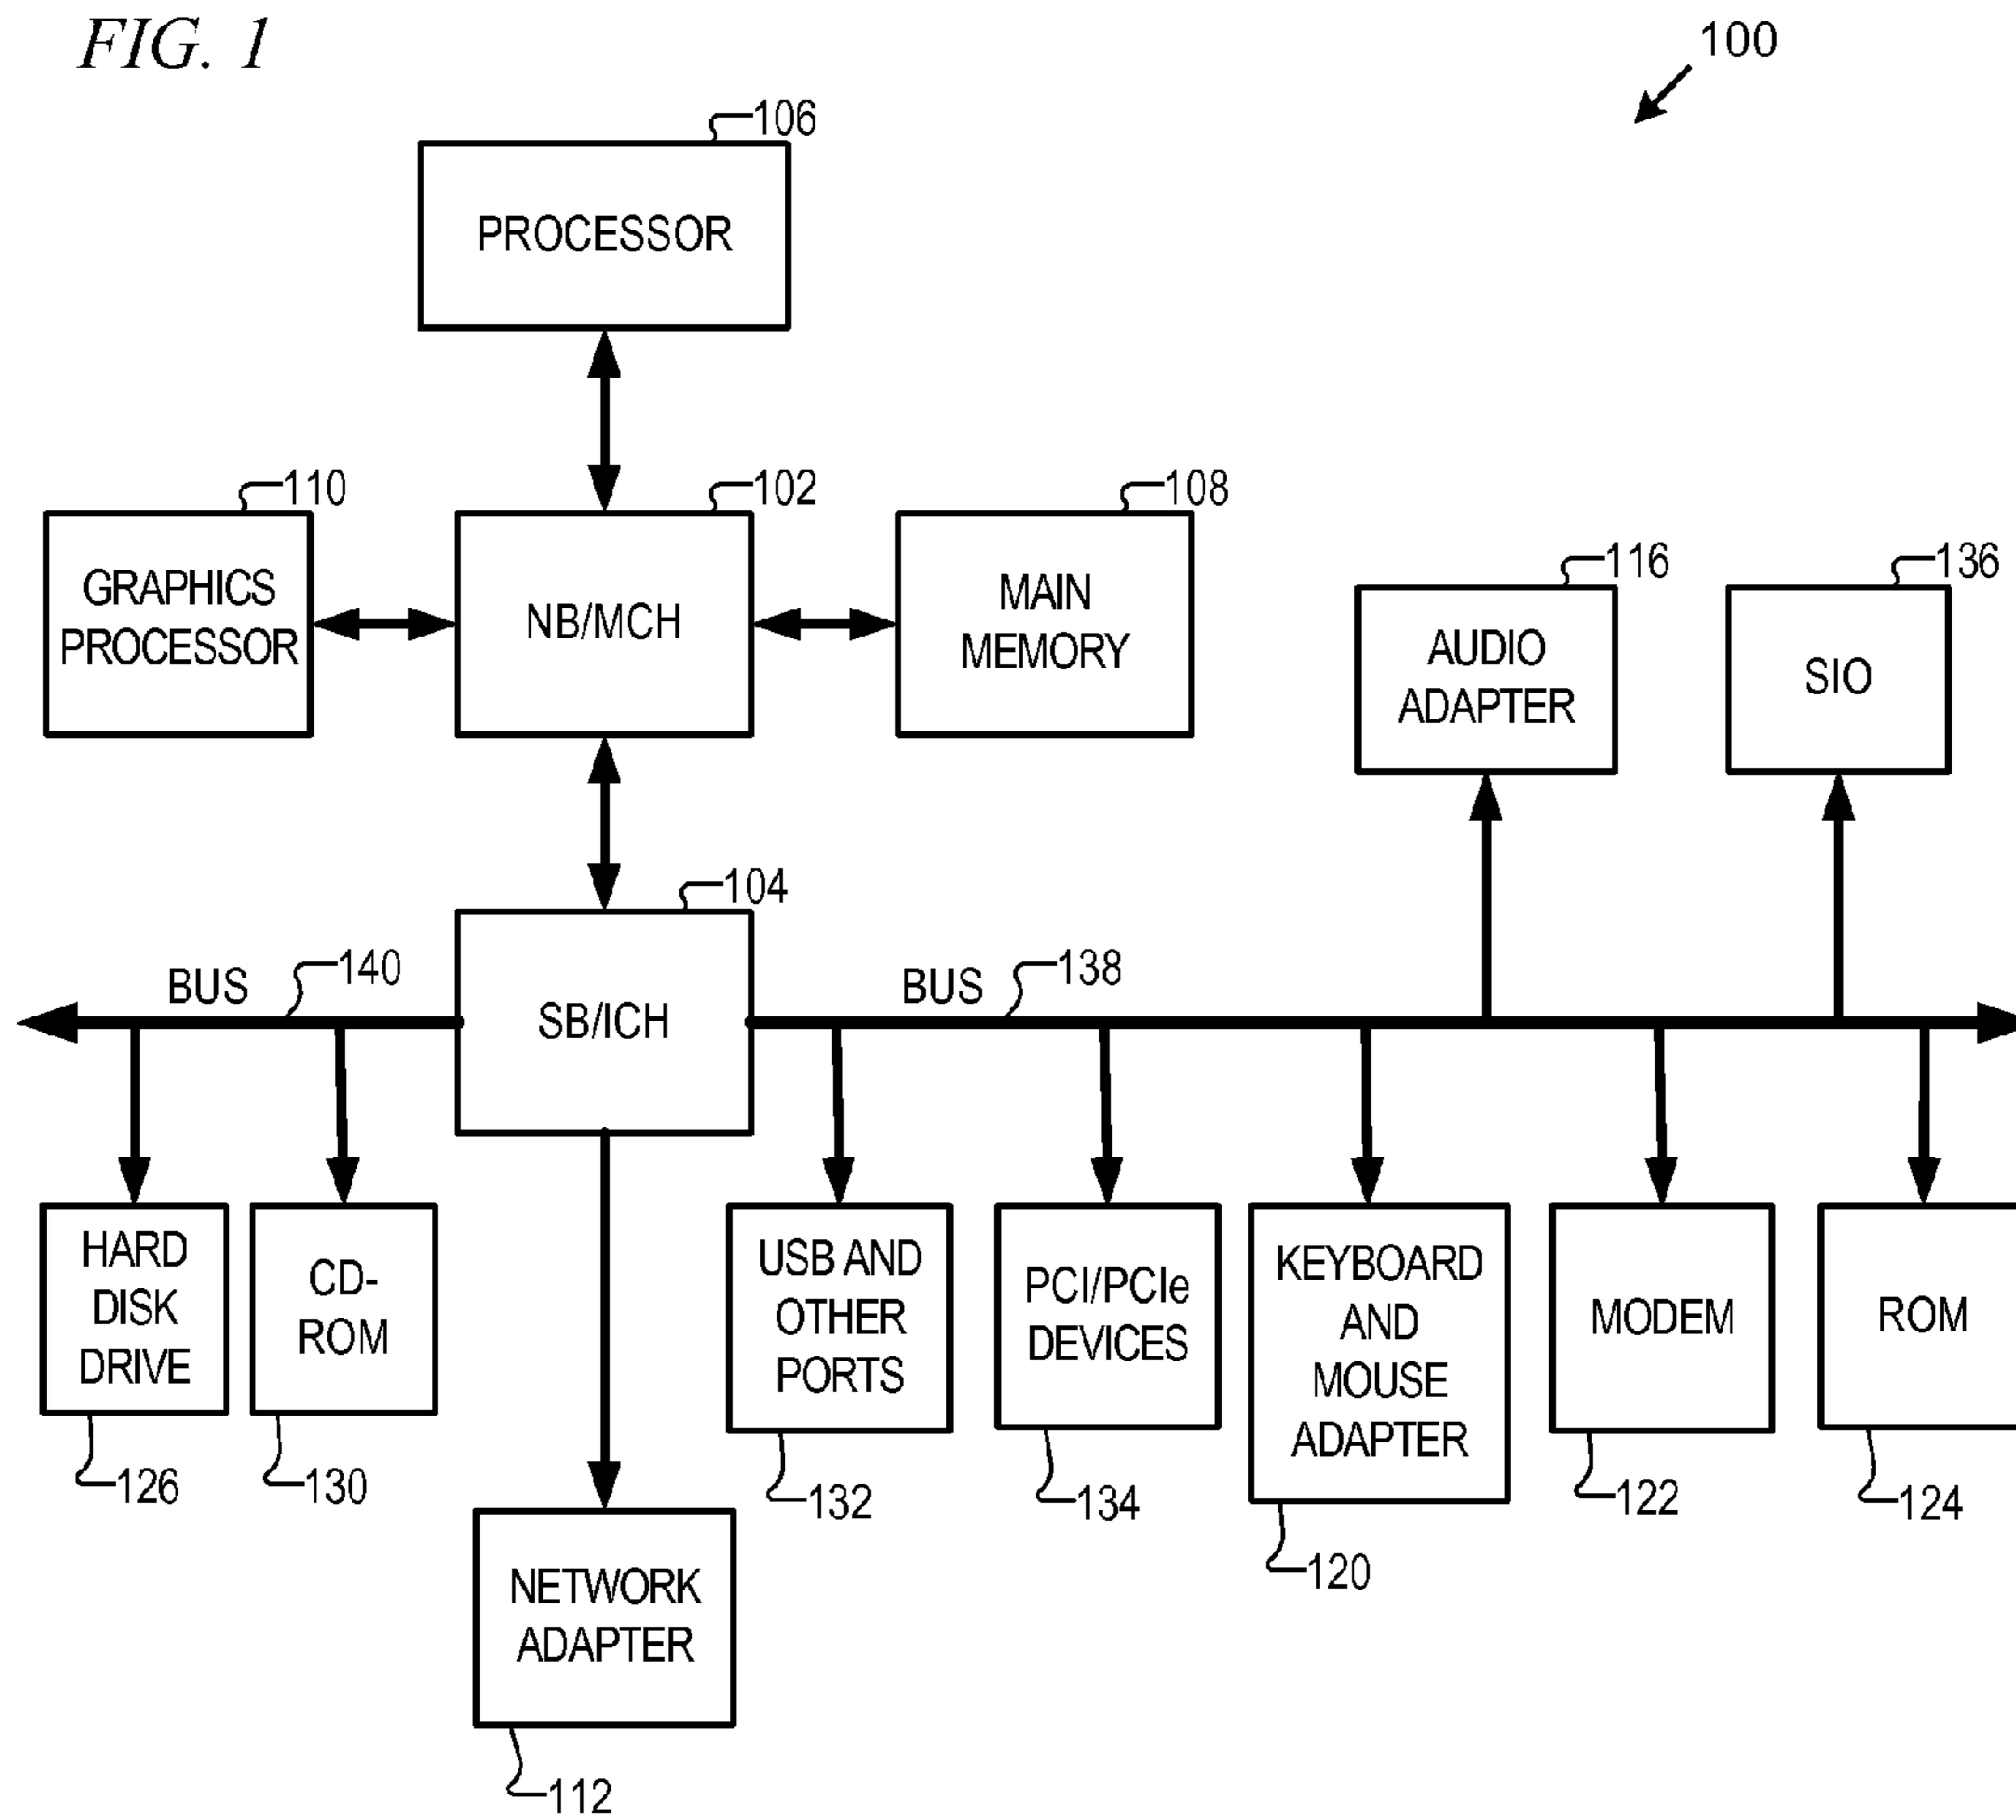 FIG. 1
100
106
PROCESSOR
110
102
108
GRAPHICS
PROCESSOR
NB/MCH
MAIN
MEMORY
116
136
AUDIO
ADAPTER
SIO
104
BUS
140
SB/ICH
BUS
138
HARD
DISK
DRIVE
CD-
ROM
USB AND
OTHER
PORTS
PCI/PCIe
DEVICES
KEYBOARD
AND
MOUSE
ADAPTER
MODEM
ROM
126
130
132
134
120
122
124
NETWORK
ADAPTER
112